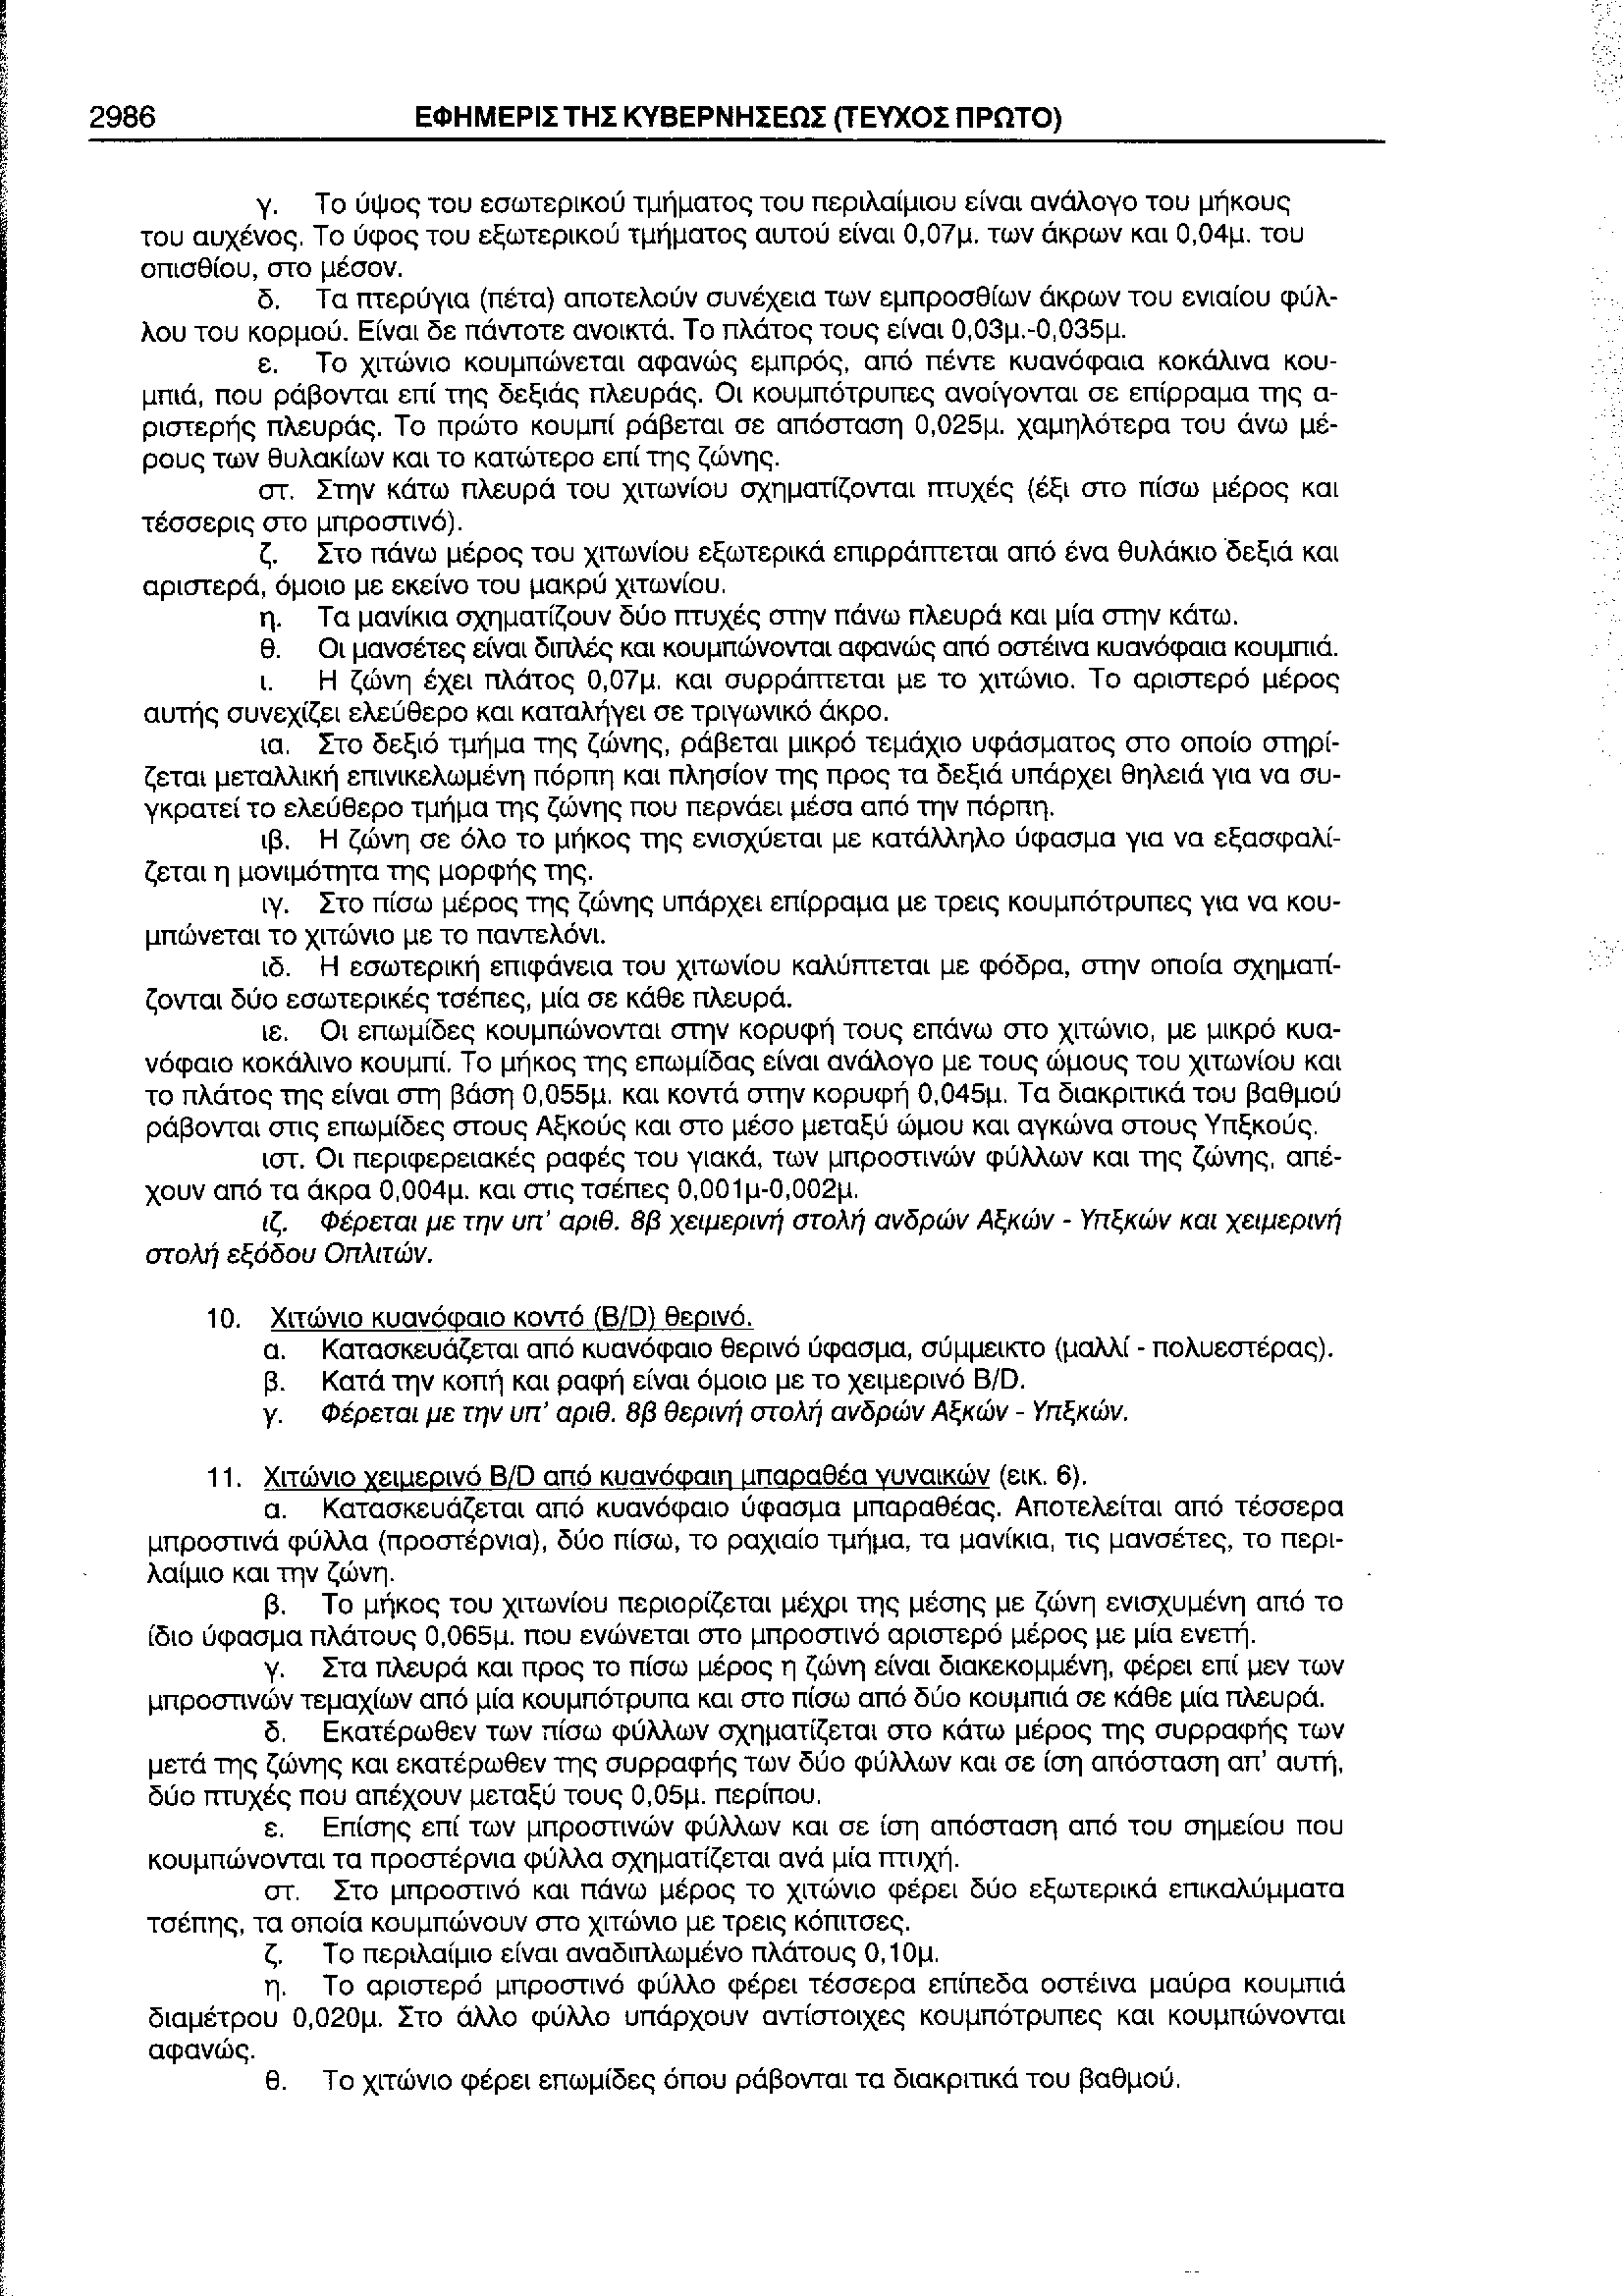 2986
ΕΦΗΜΕΡΙΣ ΤΗΣ ΚΥΒΕΡΝΗΣΕΩΣ (ΤΕΥΧΟΣ ΠΡΩΤΟ)
γ. Το ύψος του εσωτερικού τμήματος του περιλαίμιου είναι ανάλογο του μήκους
του αυχένος. Το ύφος του εξωτερικού τμήματος αυτού είναι 0,07μ. των άκρων και 0,04μ. του
οπισθίου, στο μέσον.
δ. Τα πτερύγια (πέτα) αποτελούν συνέχεια των εμπροσθίων άκρων του ενιαίου φύλ-
λου του κορμού. Είναι δε πάντοτε ανοικτά. Το πλάτος τους είναι 0,03μ.-0,035μ.
ε. Το χιτώνιο κουμπώνεται αφανώς εμπρός, από πέντε κυανόφαια κοκάλινα κου-
μπιά, που ράβονται επί της δεξιάς πλευράς. Οι κουμπότρυπες ανοίγονται σε επίρραμα της α-
ριστερής πλευράς. Το πρώτο κουμπί ράβεται σε απόσταση 0,025μ. χαμηλότερα του άνω μέ-
ρους των θυλακίων και το κατώτερο επί της ζώνης.
στ. Στην κάτω πλευρά του χιτωνίου σχηματίζονται πτυχές (έξι στο πίσω μέρος και
τέσσερις στο μπροστινό).
ζ. Στο πάνω μέρος του χιτωνίου εξωτερικά επιρράπτεται από ένα θυλάκιο δεξιά και
αριστερά, όμοιο με εκείνο του μακρύ χιτωνίου.
η. Τα μανίκια σχηματίζουν δύο πτυχές στην πάνω πλευρά και μία στην κάτω.
θ. Οι μανσέτες είναι διπλές και κουμπώνονται αφανώς από οστέινα κυανόφαια κουμπιά.
ι. Η ζώνη έχει πλάτος 0,07μ. και συρράπτεται με το χιτώνιο. Το αριστερό μέρος
αυτής συνεχίζει ελεύθερο και καταλήγει σε τριγωνικό άκρο.
ια. Στο δεξιό τμήμα της ζώνης, ράβεται μικρό τεμάχιο υφάσματος στο οποίο στηρί-
ζεται μεταλλική επινικελωμένη πόρπη και πλησίον της προς τα δεξιά υπάρχει θηλειά για να συ-
γκρατεί το ελεύθερο τμήμα της ζώνης που περνάει μέσα από την πόρπη.
ιβ. Η ζώνη σε όλο το μήκος της ενισχύεται με κατάλληλο ύφασμα για να εξασφαλί-
ζεται η μονιμότητα της μορφής της.
ιγ. Στο πίσω μέρος της ζώνης υπάρχει επίρραμα με τρεις κουμπότρυπες για να κου-
μπώνεται το χιτώνιο με το παντελόνι.
ιδ. Η εσωτερική επιφάνεια του χιτωνίου καλύπτεται με φόδρα, στην οποία σχηματί-
ζονται δύο εσωτερικές τσέπες, μία σε κάθε πλευρά.
ιε. Οι επωμίδες κουμπώνονται στην κορυφή τους επάνω στο χιτώνιο, με μικρό κυα-
νόφαιο κοκάλινο κουμπί. Το μήκος της επωμίδας είναι ανάλογο με τους ώμους του χιτωνίου και
το πλάτος της είναι στη βάση 0,055μ. και κοντά στην κορυφή 0,045μ. Τα διακριτικά του βαθμού
ράβονται στις επωμίδες στους Αξκούς και στο μέσο μεταξύ ώμου και αγκώνα στους Υπξκούς.
ιστ. Οι περιφερειακές ραφές του γιακά, των μπροστινών φύλλων και της ζώνης, απέ-
χουν από τα άκρα 0,004μ. και στις τσέπες 0,001μ-0,002μ.
ιζ. Φέρεται με την υπ' αριθ. 8β χειμερινή στολή ανδρών Αξκών - Υπξκών και χειμερινή
στολή εξόδου Οπλιτών.
10. Χιτώνιο κυανόφαιο κοντό (B/D) θερινό.
α. Κατασκευάζεται από κυανόφαιο θερινό ύφασμα, σύμμεικτο (μαλλί - πολυεστέρας).
β. Κατά την κοπή και ραφή είναι όμοιο με το χειμερινό B/D.
γ. Φέρεται με την υπ' αριθ. 8β θερινή στολή ανδρών Αξκών - Υπξκών.
11. Χιτώνιο χειμερινό B/D από κυανόφαιη μπαραθέα γυναικών (εικ. 6).
α. Κατασκευάζεται από κυανόφαιο ύφασμα μπαραθέας. Αποτελείται από τέσσερα
μπροστινά φύλλα (προστέρνια), δύο πίσω, το ραχιαίο τμήμα, τα μανίκια, τις μανσέτες, το περι-
λαίμιο και την ζώνη.
β. Το μήκος του χιτωνίου περιορίζεται μέχρι της μέσης με ζώνη ενισχυμένη από το
ίδιο ύφασμα πλάτους 0,065μ. που ενώνεται στο μπροστινό αριστερό μέρος με μία ενετή.
γ. Στα πλευρά και προς το πίσω μέρος η ζώνη είναι διακεκομμένη, φέρει επί μεν των
μπροστινών τεμαχίων από μία κουμπότρυπα και στο πίσω από δύο κουμπιά σε κάθε μία πλευρά.
δ. Εκατέρωθεν των πίσω φύλλων σχηματίζεται στο κάτω μέρος της συρραφής των
μετά της ζώνης και εκατέρωθεν της συρραφής των δύο φύλλων και σε ίση απόσταση απ' αυτή,
δύο πτυχές που απέχουν μεταξύ τους 0,05μ. περίπου.
ε. Επίσης επί των μπροστινών φύλλων και σε ίση απόσταση από του σημείου που
κουμπώνονται τα προστέρνια φύλλα σχηματίζεται ανά μία πτυχή.
στ. Στο μπροστινό και πάνω μέρος το χιτώνιο φέρει δύο εξωτερικά επικαλύμματα
τσέπης, τα οποία κουμπώνουν στο χιτώνιο με τρεις κόπιτσες.
ζ. Το περιλαίμιο είναι αναδιπλωμένο πλάτους 0,10μ.
η. Το αριστερό μπροστινό φύλλο φέρει τέσσερα επίπεδα οστέινα μαύρα κουμπιά
διαμέτρου 0,020μ. Στο άλλο φύλλο υπάρχουν αντίστοιχες κουμπότρυπες και κουμπώνονται
αφανώς.
θ. Το χιτώνιο φέρει επωμίδες όπου ράβονται τα διακριτικά του βαθμού.